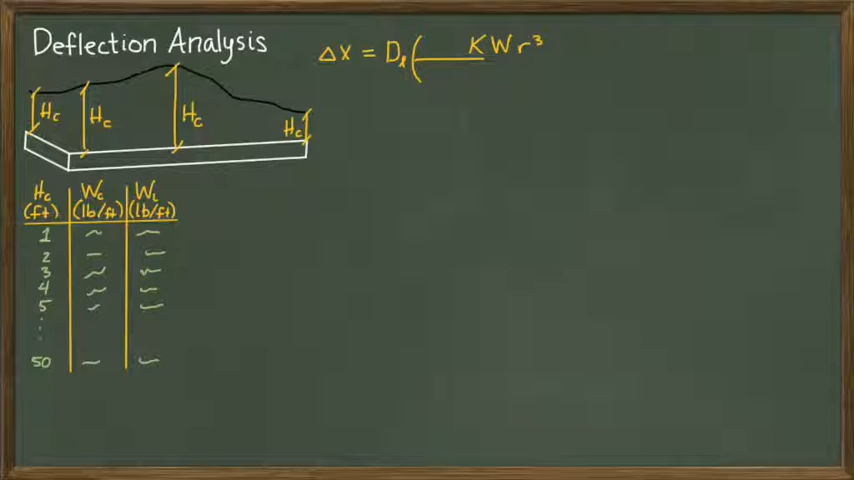 Deflection Analysis
ΔX = Dₗ( K W r³
Hc Hc Hc Hc
Hc Wc WL
(ft) (lb/ft) (lb/ft)
1
2
3
4
5
⋮
50